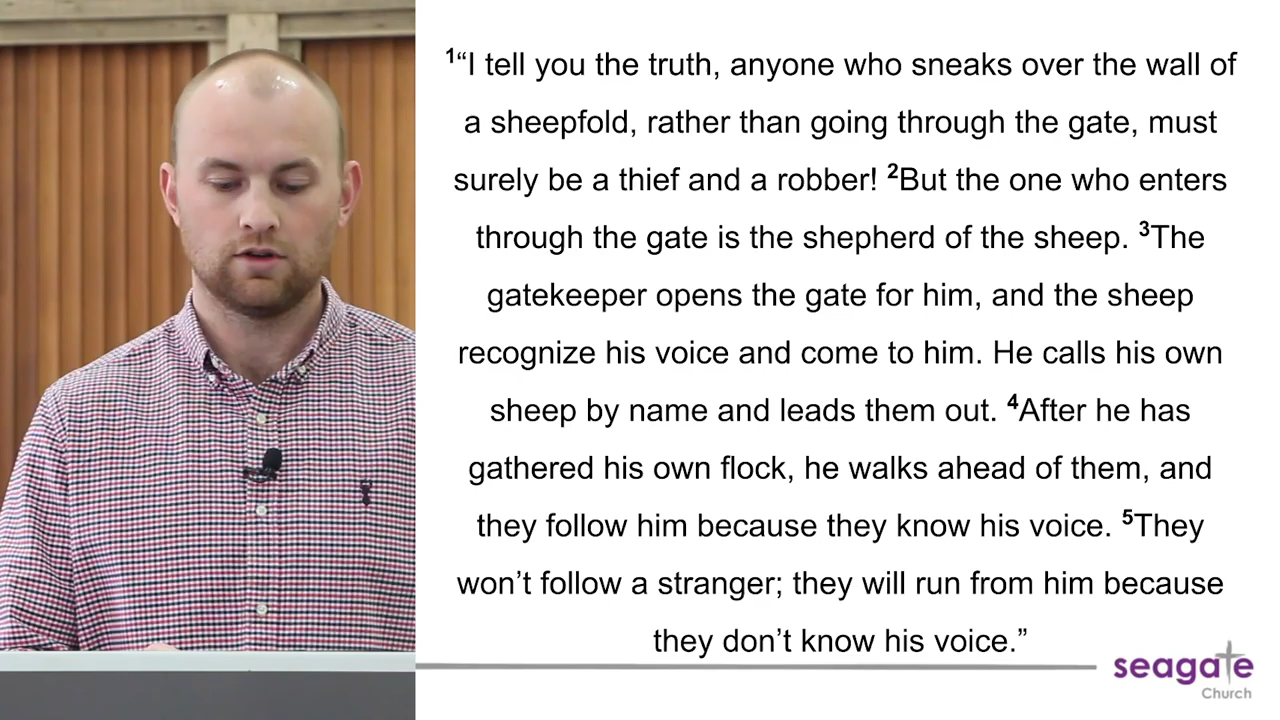 ¹“I tell you the truth, anyone who sneaks over the wall of
a sheepfold, rather than going through the gate, must
surely be a thief and a robber! ²But the one who enters
through the gate is the shepherd of the sheep. ³The
gatekeeper opens the gate for him, and the sheep
recognize his voice and come to him. He calls his own
sheep by name and leads them out. ⁴After he has
gathered his own flock, he walks ahead of them, and
they follow him because they know his voice. ⁵They
won’t follow a stranger; they will run from him because
they don’t know his voice.”
seagate
Church